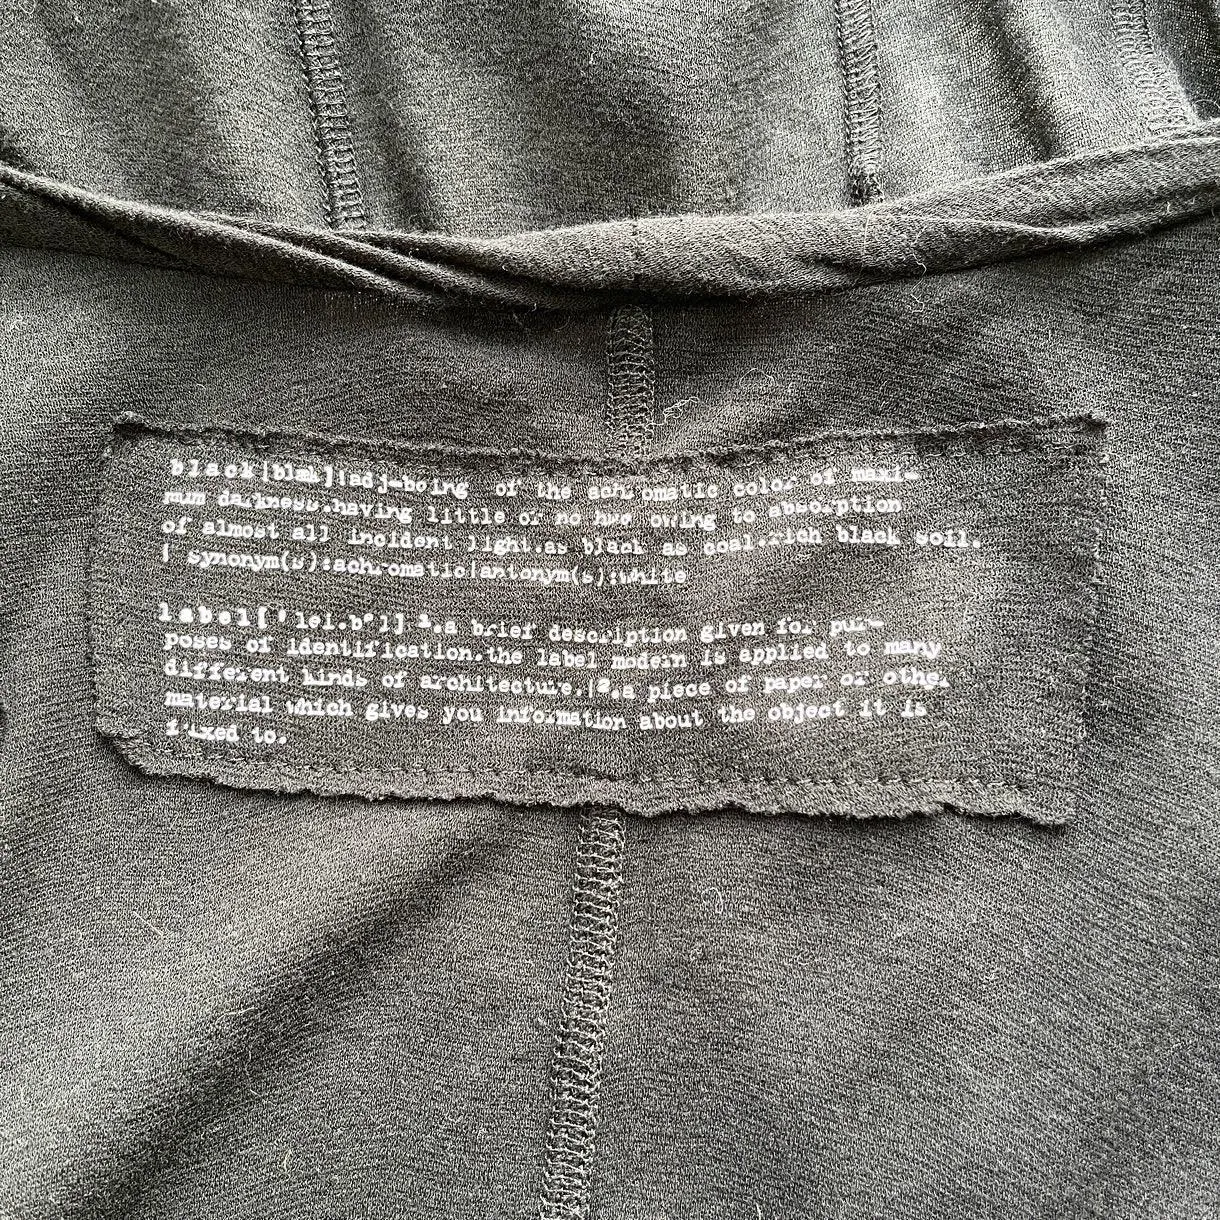 black|blæk]|adj-being of the achromatic color of maxi-
mum darkness.having little or no hue owing to absorption
of almost all incident light.as black as coal.rich black soil.
| synonym(s):achromatic|antonym(s):white
label['lei.bᵊl] ¹.a brief description given for pur-
poses of identification.the label modern is applied to many
different kinds of architecture.|².a piece of paper or other
material which gives you information about the object it is
fixed to.